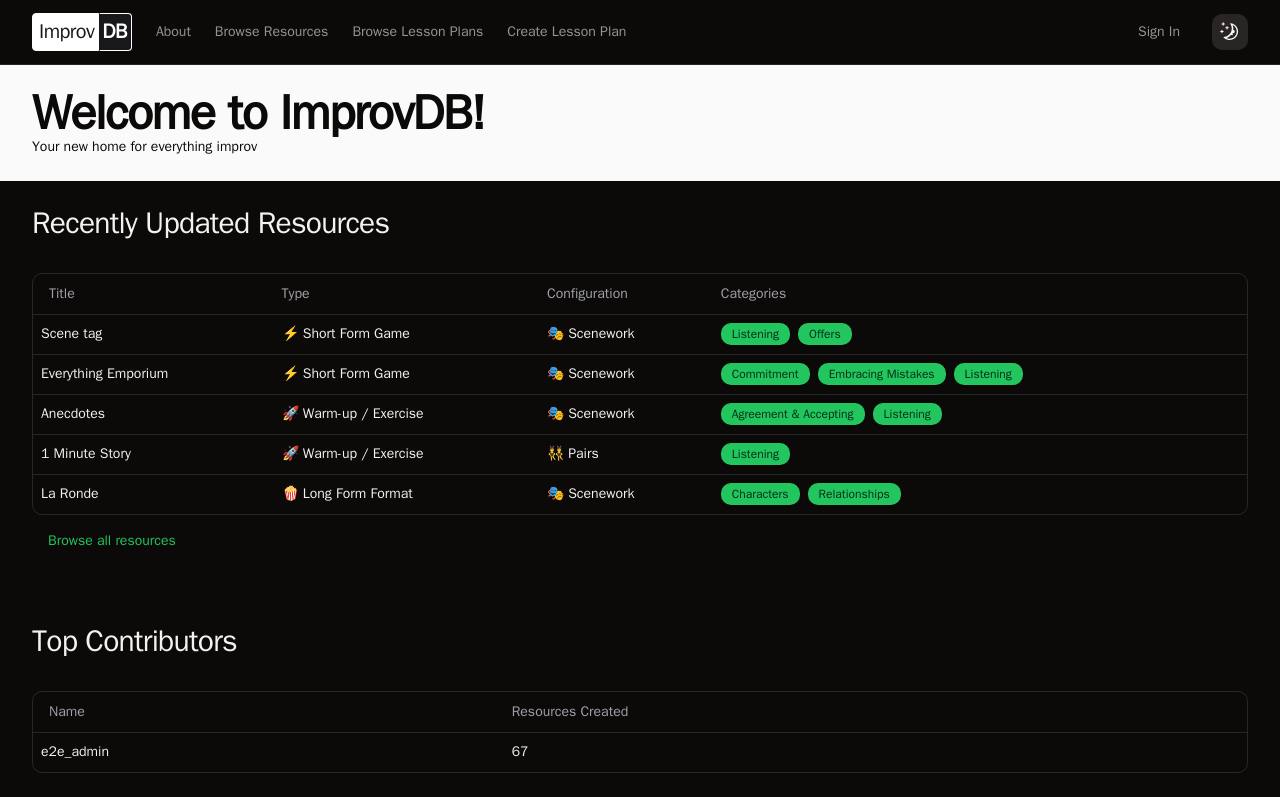 Improv DB About Browse Resources Browse Lesson Plans Create Lesson Plan Sign In
Welcome to ImprovDB!
Your new home for everything improv
Recently Updated Resources
Title Type Configuration Categories
Scene tag ⚡ Short Form Game 🎭 Scenework Listening Offers
Everything Emporium ⚡ Short Form Game 🎭 Scenework Commitment Embracing Mistakes Listening
Anecdotes 🚀 Warm-up / Exercise 🎭 Scenework Agreement & Accepting Listening
1 Minute Story 🚀 Warm-up / Exercise 👯 Pairs Listening
La Ronde 🍿 Long Form Format 🎭 Scenework Characters Relationships
Browse all resources
Top Contributors
Name Resources Created
e2e_admin 67